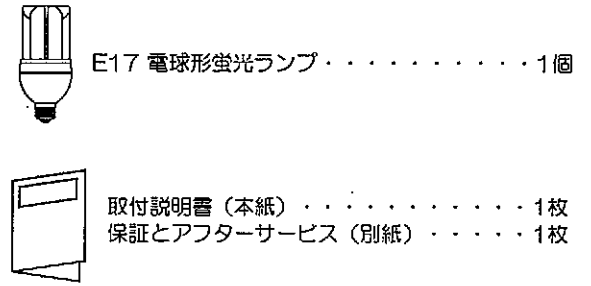 E17 電球形蛍光ランプ・・・・・・・・・・1個
取付説明書（本紙）・・・・・・・・・・・1枚
保証とアフターサービス（別紙）・・・・・1枚